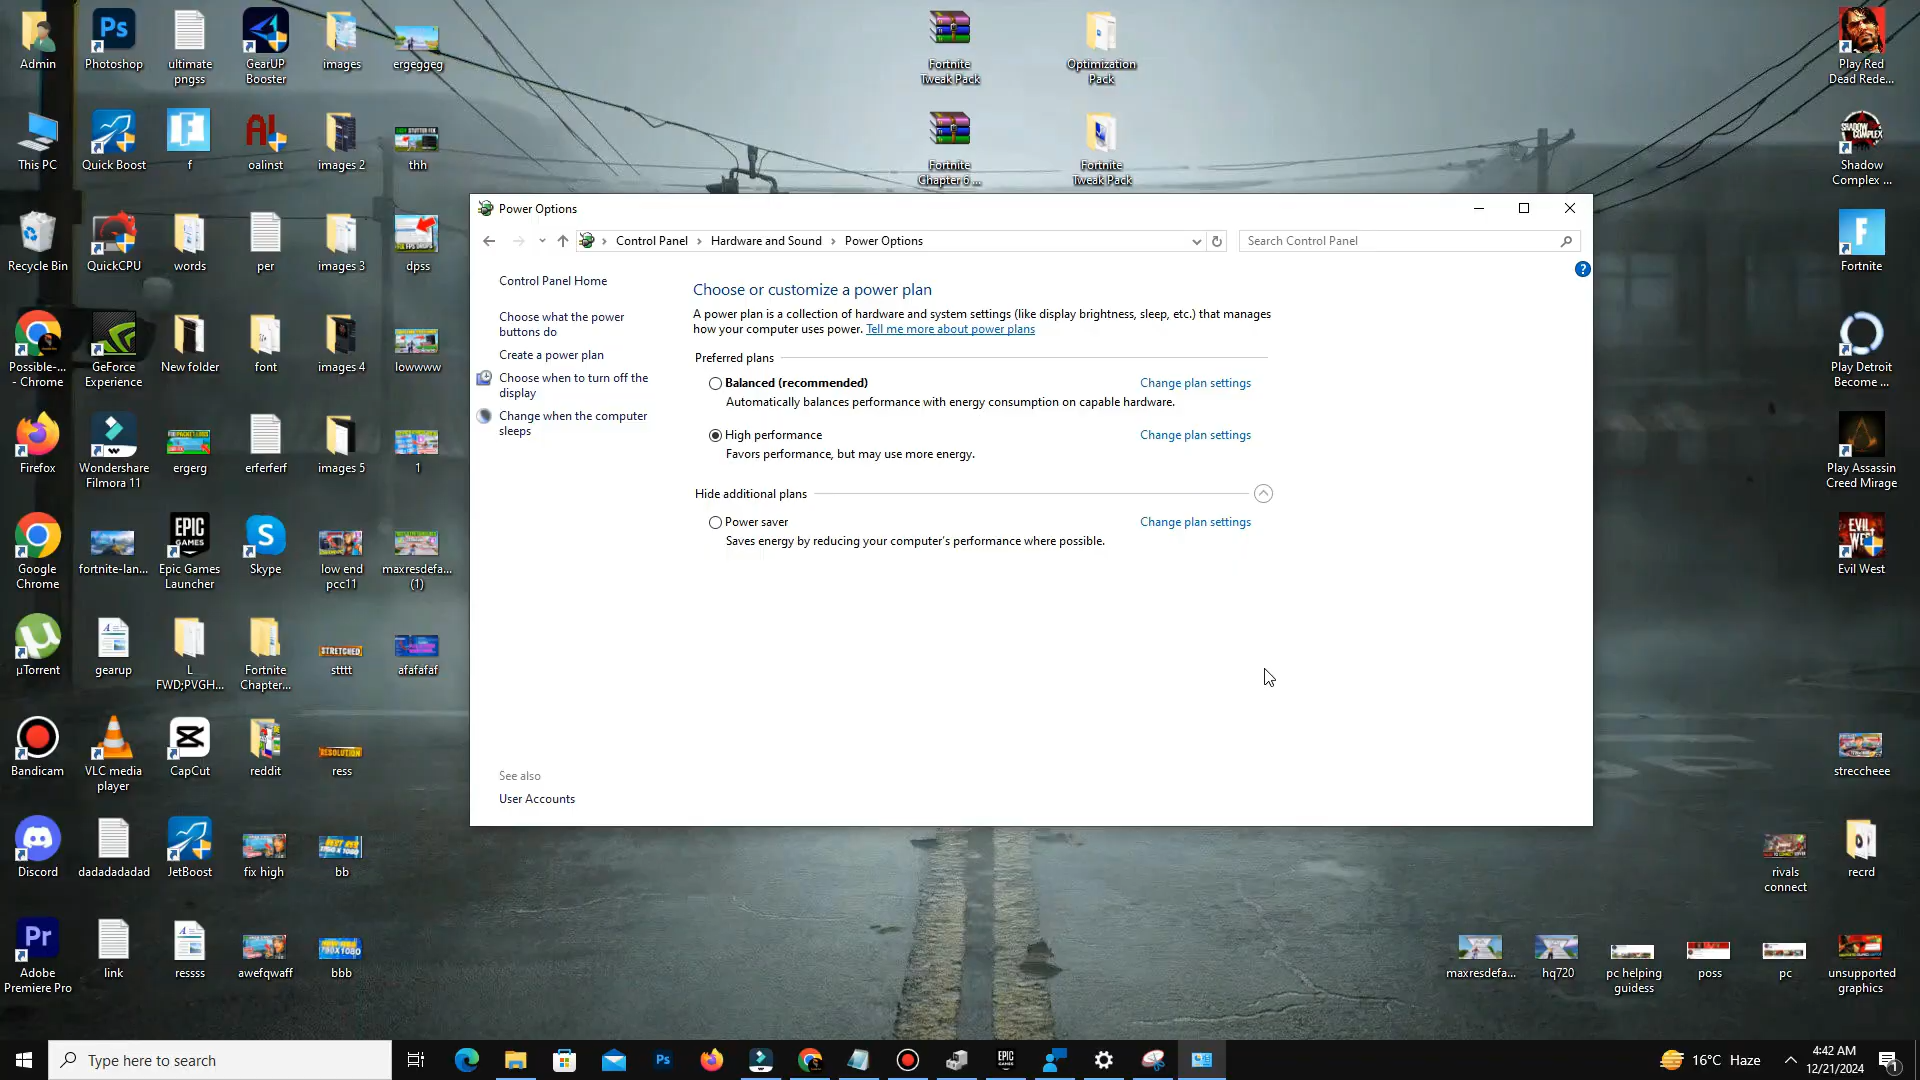 Admin
Photoshop
ultimate
pngss
GearUP
Booster
images
ergeggeg
Fortnite
Tweak Pack
Optimization
Pack
Play Red
Dead Rede...
This PC
Quick Boost
f
oalinst
images 2
thh
Fortnite
Chapter 6 ...
Fortnite
Tweak Pack
Shadow
Complex ...
Recycle Bin
QuickCPU
words
per
images 3
dpss
Fortnite
Possible-...
- Chrome
GeForce
Experience
New folder
font
images 4
lowwww
Play Detroit
Become ...
Firefox
Wondershare
Filmora 11
ergerg
erferferf
images 5
1
Play Assassin
Creed Mirage
Google
Chrome
fortnite-lan...
EPIC
GAMES
Epic Games
Launcher
Skype
low end
pcc11
maxresdefa...
(1)
Evil West
µTorrent
gearup
L
FWD;PVGH...
Fortnite
Chapter...
STRETCHED
stttt
afafafaf
Bandicam
VLC media
player
CapCut
reddit
RESOLUTION
ress
streccheee
Discord
dadadadadad
JetBoost
fix high
bb
rivals
connect
recrd
Adobe
Premiere Pro
link
ressss
awefqwaff
bbb
maxresdefa...
hq720
pc helping
guidess
poss
pc
unsupported
graphics
Power Options
Control Panel > Hardware and Sound > Power Options
Search Control Panel
Control Panel Home
Choose what the power
buttons do
Create a power plan
Choose when to turn off the
display
Change when the computer
sleeps
See also
User Accounts
Choose or customize a power plan
A power plan is a collection of hardware and system settings (like display brightness, sleep, etc.) that manages
how your computer uses power. Tell me more about power plans
Preferred plans
Balanced (recommended) Change plan settings
Automatically balances performance with energy consumption on capable hardware.
High performance Change plan settings
Favors performance, but may use more energy.
Hide additional plans
Power saver Change plan settings
Saves energy by reducing your computer's performance where possible.
Type here to search
16°C Haze
4:42 AM
12/21/2024
1